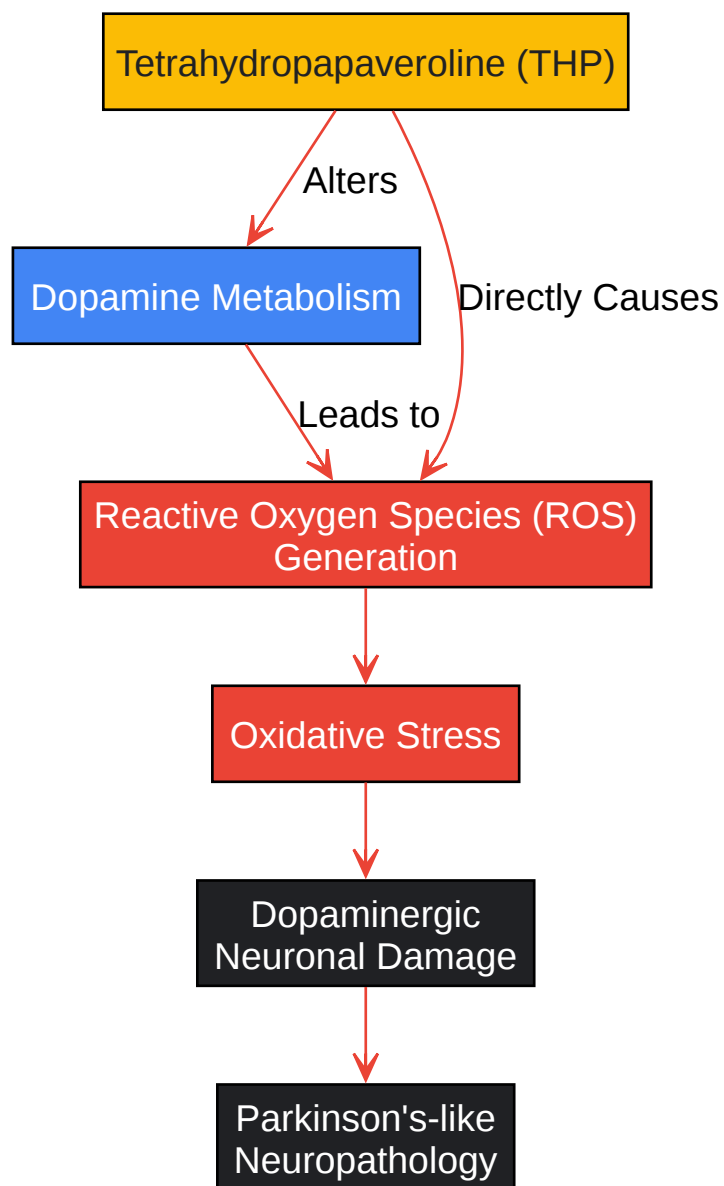 Tetrahydropapaveroline (THP)
Alters
Dopamine Metabolism
Directly Causes
Leads to
Reactive Oxygen Species (ROS)
Generation
Oxidative Stress
Dopaminergic
Neuronal Damage
Parkinson's-like
Neuropathology